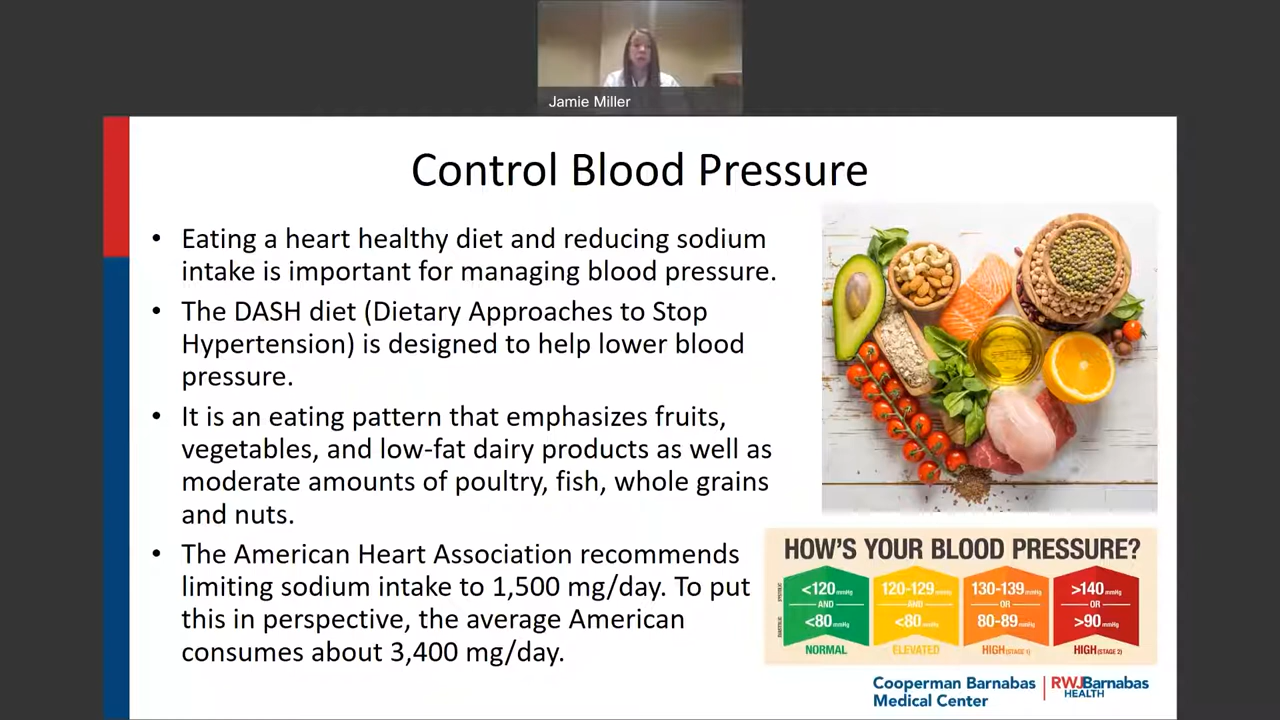 Jamie Miller
Control Blood Pressure
• Eating a heart healthy diet and reducing sodium
intake is important for managing blood pressure.
• The DASH diet (Dietary Approaches to Stop
Hypertension) is designed to help lower blood
pressure.
• It is an eating pattern that emphasizes fruits,
vegetables, and low-fat dairy products as well as
moderate amounts of poultry, fish, whole grains
and nuts.
• The American Heart Association recommends
limiting sodium intake to 1,500 mg/day. To put
this in perspective, the average American
consumes about 3,400 mg/day.
HOW'S YOUR BLOOD PRESSURE?
<120 mmHg 120-129 mmHg 130-139 mmHg >140 mmHg
AND AND OR OR
<80 mmHg <80 mmHg 80-89 mmHg >90 mmHg
NORMAL ELEVATED HIGH (STAGE 1) HIGH (STAGE 2)
Cooperman Barnabas
Medical Center
RWJBarnabas
HEALTH